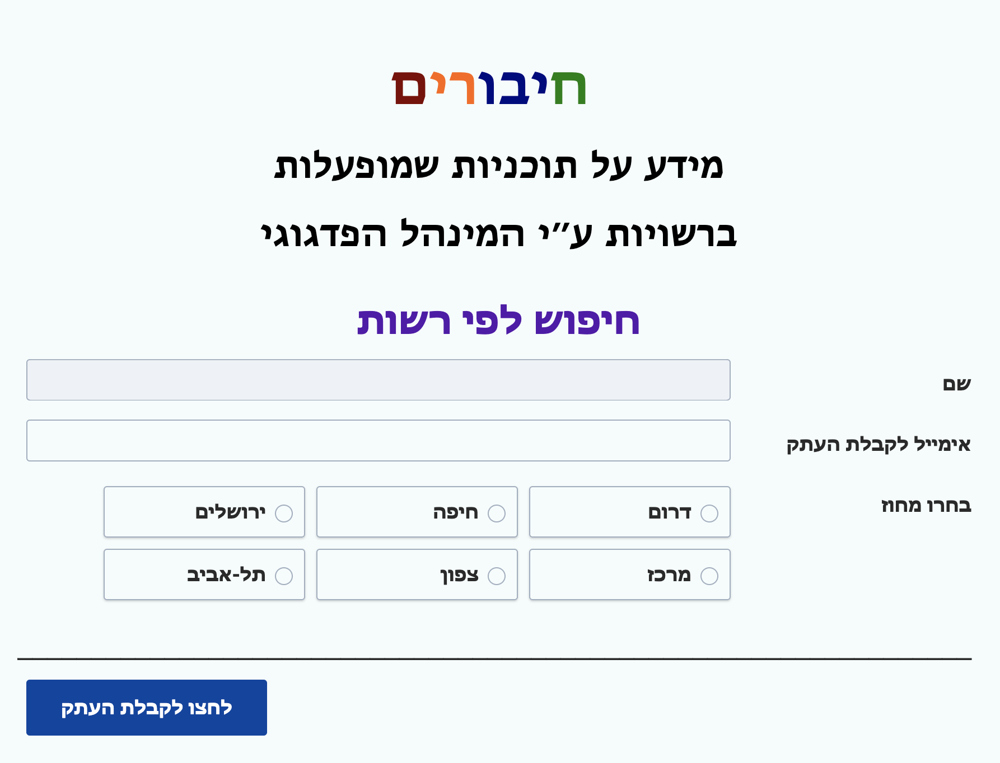 חיבורים
מידע על תוכניות שמופעלות
ברשויות ע״י המינהל הפדגוגי
חיפוש לפי רשות
שם
אימייל לקבלת העתק
בחרו מחוז
דרום
חיפה
ירושלים
מרכז
צפון
תל-אביב
לחצו לקבלת העתק